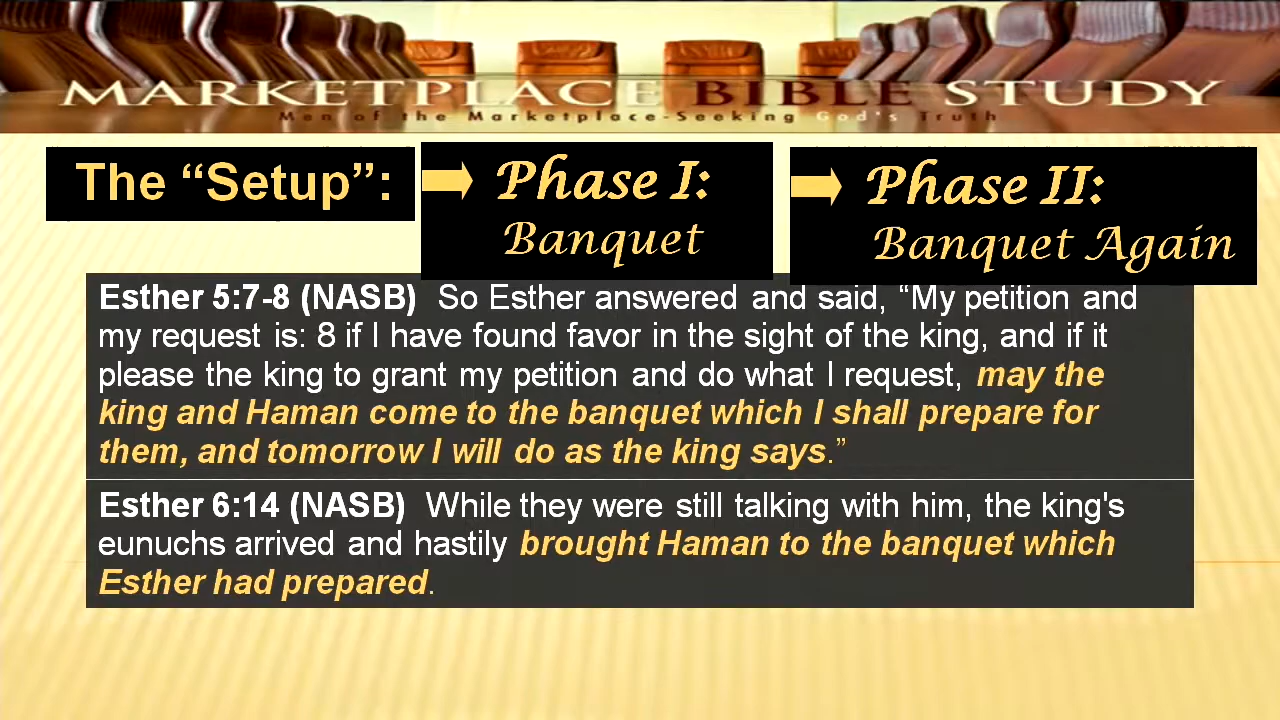 MARKETPLACE BIBLE STUDY
Men of the Marketplace-Seeking God's Truth
The “Setup”:
Phase I:
Banquet
Phase II:
Banquet Again
Esther 5:7-8 (NASB) So Esther answered and said, “My petition and
my request is: 8 if I have found favor in the sight of the king, and if it
please the king to grant my petition and do what I request, may the
king and Haman come to the banquet which I shall prepare for
them, and tomorrow I will do as the king says.”
Esther 6:14 (NASB) While they were still talking with him, the king's
eunuchs arrived and hastily brought Haman to the banquet which
Esther had prepared.